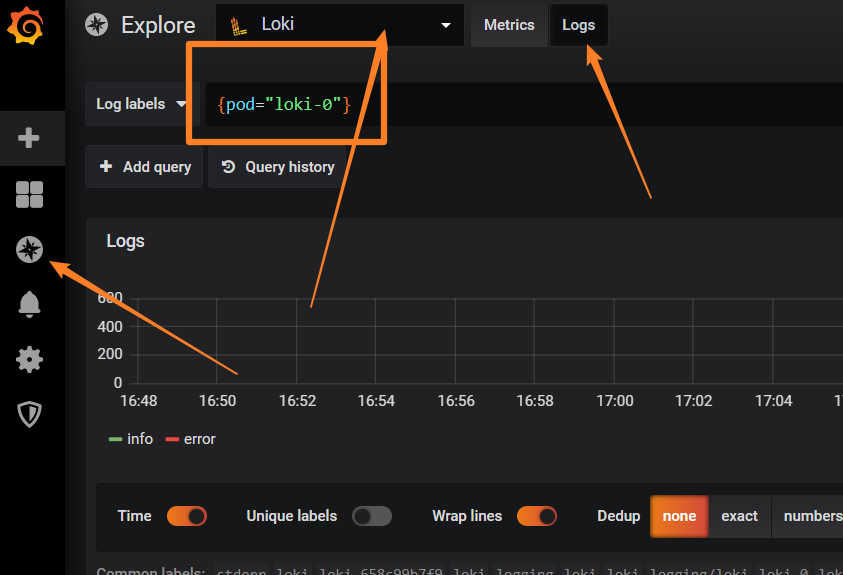 Explore Loki Metrics Logs
Log labels {pod="loki-0"}
Add query Query history
Logs
600
400
200
0
16:48 16:50 16:52 16:54 16:56 16:58 17:00 17:02 17:04
info error
Time Unique labels Wrap lines Dedup none exact numbers
Common labels: stdepp loki loki-658c99b7f9 loki logging loki loki logging/loki loki-0 loki